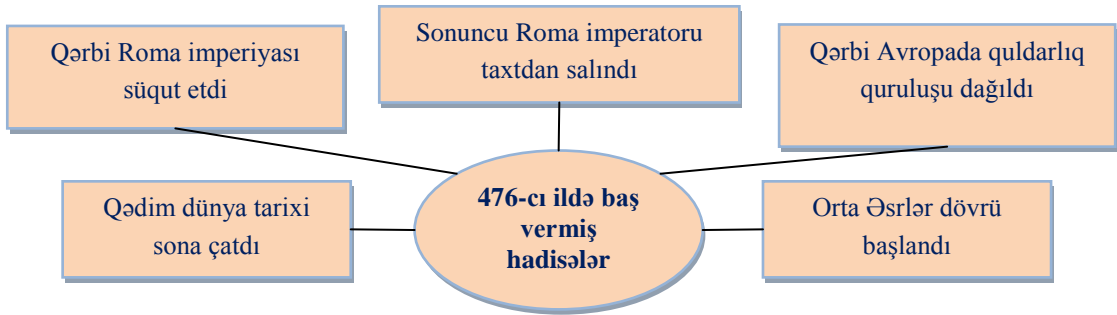 Qərbi Roma imperiyası
süqut etdi
Sonuncu Roma imperatoru
taxtdan salındı
Qərbi Avropada quldarlıq
quruluşu dağıldı
Qədim dünya tarixi
sona çatdı
476-cı ildə baş
vermiş
hadisələr
Orta Əsrlər dövrü
başlandı